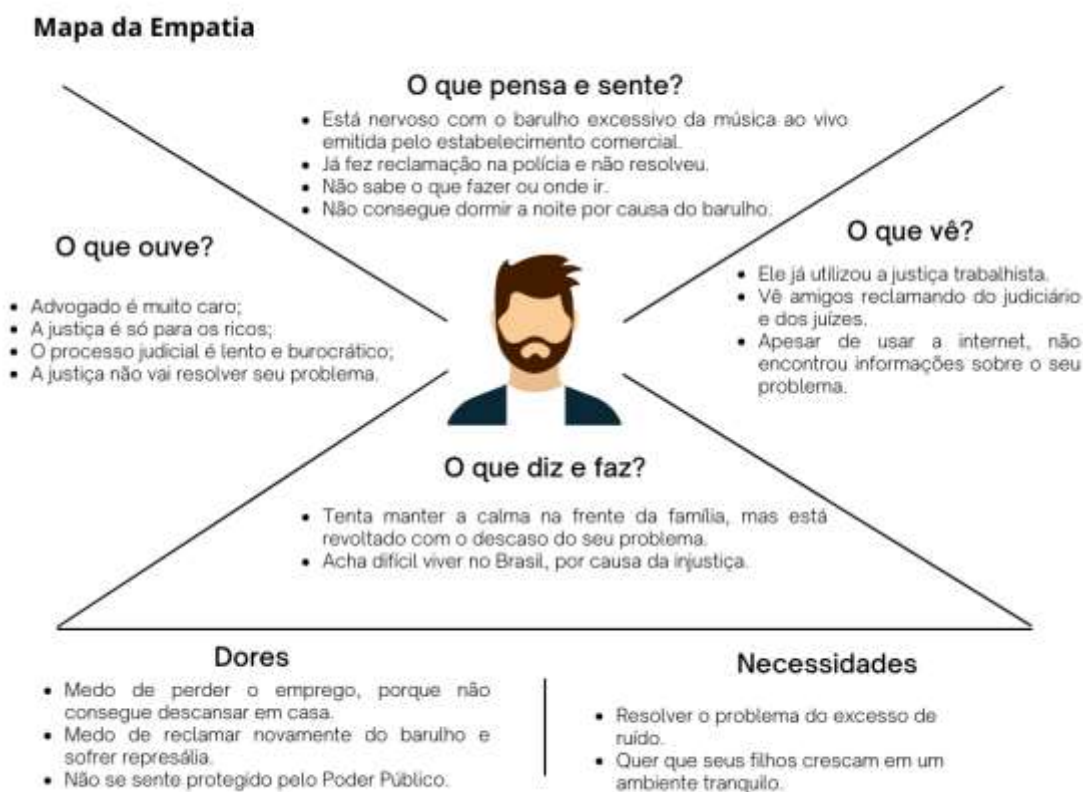 Mapa da Empatia
O que pensa e sente?
• Está nervoso com o barulho excessivo da música ao vivo
emitida pelo estabelecimento comercial.
• Já fez reclamação na polícia e não resolveu.
• Não sabe o que fazer ou onde ir.
• Não consegue dormir a noite por causa do barulho.
O que ouve?
• Advogado é muito caro;
• A justiça é só para os ricos;
• O processo judicial é lento e burocrático;
• A justiça não vai resolver seu problema.
O que vê?
• Ele já utilizou a justiça trabalhista.
• Vê amigos reclamando do judiciário
e dos juízes.
• Apesar de usar a internet, não
encontrou informações sobre o seu
problema.
O que diz e faz?
• Tenta manter a calma na frente da família, mas está
revoltado com o descaso do seu problema.
• Acha difícil viver no Brasil, por causa da injustiça.
Dores
• Medo de perder o emprego, porque não
consegue descansar em casa.
• Medo de reclamar novamente do barulho e
sofrer represália.
• Não se sente protegido pelo Poder Público.
Necessidades
• Resolver o problema do excesso de
ruído.
• Quer que seus filhos crescam em um
ambiente tranquilo.